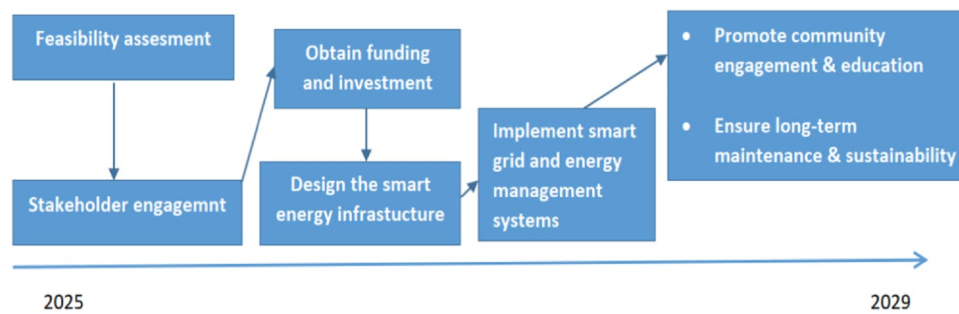 Feasibility assesment
Stakeholder engagemnt
Obtain funding
and investment
Design the smart
energy infrastucture
Implement smart
grid and energy
management
systems
• Promote community
engagement & education
• Ensure long-term
maintenance & sustainability
2025
2029